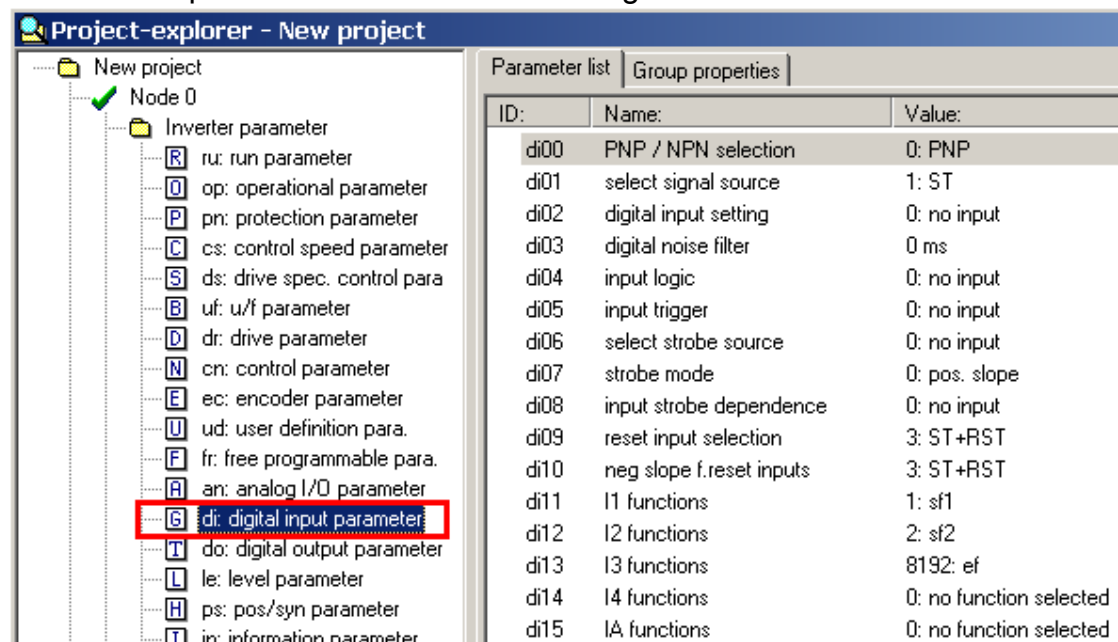 Project-explorer - New project
New project
Node 0
Inverter parameter
R ru: run parameter
O op: operational parameter
P pn: protection parameter
C cs: control speed parameter
S ds: drive spec. control para
B uf: u/f parameter
D dr: drive parameter
N cn: control parameter
E ec: encoder parameter
U ud: user definition para.
F fr: free programmable para.
A an: analog I/O parameter
G di: digital input parameter
T do: digital output parameter
L le: level parameter
H ps: pos/syn parameter
I in: information parameter
Parameter list Group properties
ID: Name: Value:
di00 PNP / NPN selection 0: PNP
di01 select signal source 1: ST
di02 digital input setting 0: no input
di03 digital noise filter 0 ms
di04 input logic 0: no input
di05 input trigger 0: no input
di06 select strobe source 0: no input
di07 strobe mode 0: pos. slope
di08 input strobe dependence 0: no input
di09 reset input selection 3: ST+RST
di10 neg slope f.reset inputs 3: ST+RST
di11 I1 functions 1: sf1
di12 I2 functions 2: sf2
di13 I3 functions 8192: ef
di14 I4 functions 0: no function selected
di15 IA functions 0: no function selected